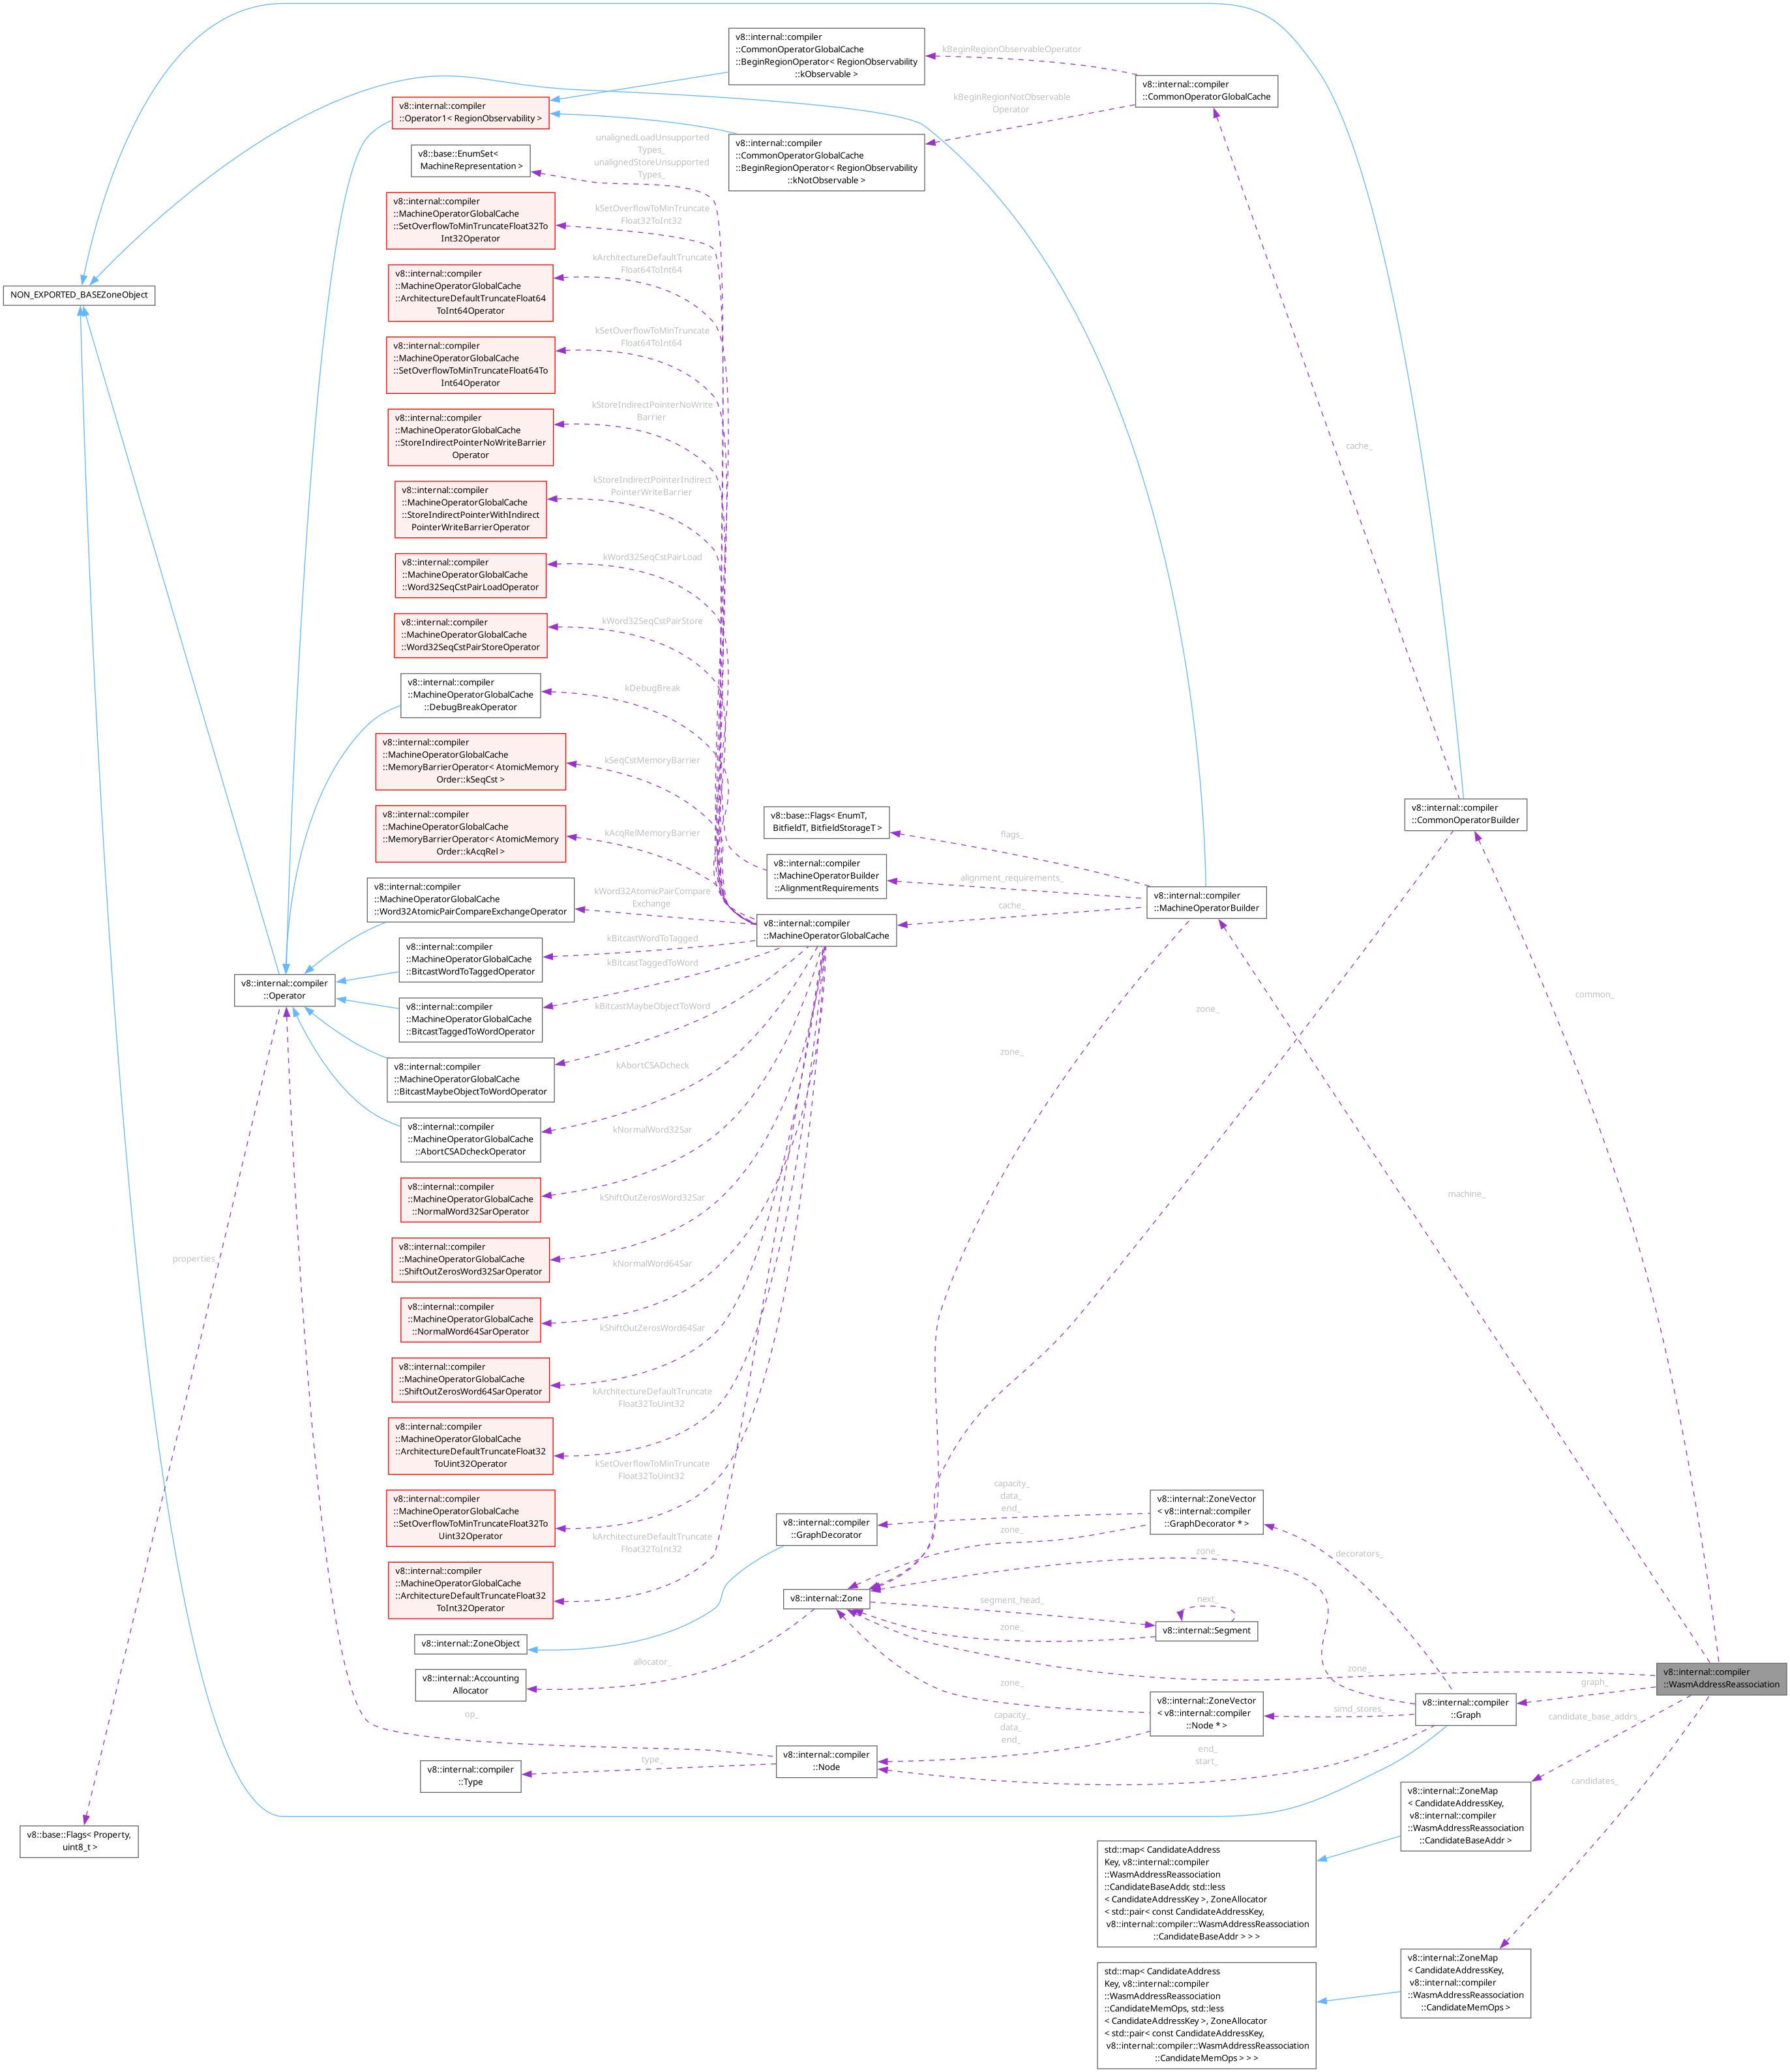 v8::internal::compiler
::CommonOperatorGlobalCache
::BeginRegionOperator< RegionObservability
::kObservable >
kBeginRegionObservableOperator
v8::internal::compiler
::CommonOperatorGlobalCache
kBeginRegionNotObservable
Operator
v8::internal::compiler
::Operator1< RegionObservability >
v8::internal::compiler
::CommonOperatorGlobalCache
::BeginRegionOperator< RegionObservability
::kNotObservable >
v8::base::EnumSet<
MachineRepresentation >
unalignedLoadUnsupported
Types_
unalignedStoreUnsupported
Types_
v8::internal::compiler
::MachineOperatorGlobalCache
::SetOverflowToMinTruncateFloat32To
Int32Operator
kSetOverflowToMinTruncate
Float32ToInt32
NON_EXPORTED_BASEZoneObject
v8::internal::compiler
::MachineOperatorGlobalCache
::ArchitectureDefaultTruncateFloat64
ToInt64Operator
kArchitectureDefaultTruncate
Float64ToInt64
v8::internal::compiler
::MachineOperatorGlobalCache
::SetOverflowToMinTruncateFloat64To
Int64Operator
kSetOverflowToMinTruncate
Float64ToInt64
v8::internal::compiler
::MachineOperatorGlobalCache
::StoreIndirectPointerNoWriteBarrier
Operator
kStoreIndirectPointerNoWrite
Barrier
cache_
v8::internal::compiler
::MachineOperatorGlobalCache
::StoreIndirectPointerWithIndirect
PointerWriteBarrierOperator
kStoreIndirectPointerIndirect
PointerWriteBarrier
v8::internal::compiler
::MachineOperatorGlobalCache
::Word32SeqCstPairLoadOperator
kWord32SeqCstPairLoad
v8::internal::compiler
::MachineOperatorGlobalCache
::Word32SeqCstPairStoreOperator
kWord32SeqCstPairStore
v8::internal::compiler
::MachineOperatorGlobalCache
::DebugBreakOperator
kDebugBreak
v8::internal::compiler
::MachineOperatorGlobalCache
::MemoryBarrierOperator< AtomicMemory
Order::kSeqCst >
kSeqCstMemoryBarrier
v8::internal::compiler
::MachineOperatorGlobalCache
::MemoryBarrierOperator< AtomicMemory
Order::kAcqRel >
kAcqRelMemoryBarrier
v8::base::Flags< EnumT,
BitfieldT, BitfieldStorageT >
flags_
v8::internal::compiler
::CommonOperatorBuilder
v8::internal::compiler
::MachineOperatorBuilder
::AlignmentRequirements
alignment_requirements_
v8::internal::compiler
::MachineOperatorBuilder
v8::internal::compiler
::MachineOperatorGlobalCache
::Word32AtomicPairCompareExchangeOperator
kWord32AtomicPairCompare
Exchange
v8::internal::compiler
::MachineOperatorGlobalCache
cache_
v8::internal::compiler
::Operator
v8::internal::compiler
::MachineOperatorGlobalCache
::BitcastWordToTaggedOperator
kBitcastWordToTagged
v8::internal::compiler
::MachineOperatorGlobalCache
::BitcastTaggedToWordOperator
kBitcastTaggedToWord
common_
zone_
zone_
v8::internal::compiler
::MachineOperatorGlobalCache
::BitcastMaybeObjectToWordOperator
kBitcastMaybeObjectToWord
v8::internal::compiler
::MachineOperatorGlobalCache
::AbortCSADcheckOperator
kAbortCSADcheck
v8::internal::compiler
::MachineOperatorGlobalCache
::NormalWord32SarOperator
kNormalWord32Sar
machine_
v8::internal::compiler
::MachineOperatorGlobalCache
::ShiftOutZerosWord32SarOperator
kShiftOutZerosWord32Sar
properties_
v8::internal::compiler
::MachineOperatorGlobalCache
::NormalWord64SarOperator
kNormalWord64Sar
v8::internal::compiler
::MachineOperatorGlobalCache
::ShiftOutZerosWord64SarOperator
kShiftOutZerosWord64Sar
v8::internal::compiler
::MachineOperatorGlobalCache
::ArchitectureDefaultTruncateFloat32
ToUint32Operator
kArchitectureDefaultTruncate
Float32ToUint32
v8::internal::compiler
::MachineOperatorGlobalCache
::SetOverflowToMinTruncateFloat32To
Uint32Operator
kSetOverflowToMinTruncate
Float32ToUint32
v8::internal::compiler
::MachineOperatorGlobalCache
::ArchitectureDefaultTruncateFloat32
ToInt32Operator
kArchitectureDefaultTruncate
Float32ToInt32
v8::internal::compiler
::GraphDecorator
capacity_
data_
end_
zone_
v8::internal::ZoneVector
< v8::internal::compiler
::GraphDecorator * >
zone_
decorators_
v8::internal::Zone
segment_head_
zone_
next_
v8::internal::Segment
v8::internal::ZoneObject
v8::internal::Accounting
Allocator
allocator_
zone_
v8::internal::compiler
::WasmAddressReassociation
graph_
zone_
v8::internal::ZoneVector
< v8::internal::compiler
::Node * >
simd_stores_
v8::internal::compiler
::Graph
candidate_base_addrs_
op_
capacity_
data_
end_
end_
start_
v8::internal::compiler
::Type
type_
v8::internal::compiler
::Node
candidates_
v8::base::Flags< Property,
uint8_t >
v8::internal::ZoneMap
< CandidateAddressKey,
v8::internal::compiler
::WasmAddressReassociation
::CandidateBaseAddr >
std::map< CandidateAddress
Key, v8::internal::compiler
::WasmAddressReassociation
::CandidateBaseAddr, std::less
< CandidateAddressKey >, ZoneAllocator
< std::pair< const CandidateAddressKey,
v8::internal::compiler::WasmAddressReassociation
::CandidateBaseAddr > > >
v8::internal::ZoneMap
< CandidateAddressKey,
v8::internal::compiler
::WasmAddressReassociation
::CandidateMemOps >
std::map< CandidateAddress
Key, v8::internal::compiler
::WasmAddressReassociation
::CandidateMemOps, std::less
< CandidateAddressKey >, ZoneAllocator
< std::pair< const CandidateAddressKey,
v8::internal::compiler::WasmAddressReassociation
::CandidateMemOps > > >